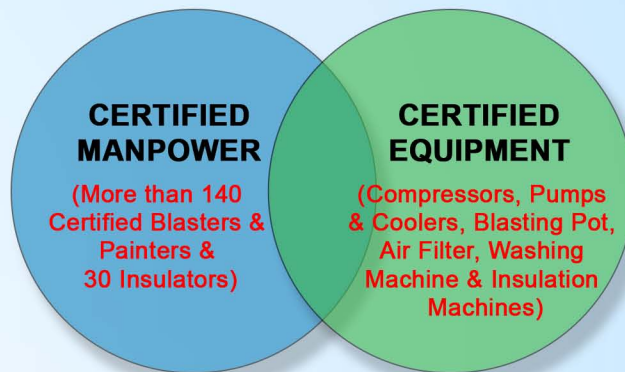 CERTIFIED
MANPOWER
(More than 140
Certified Blasters &
Painters &
30 Insulators)
CERTIFIED
EQUIPMENT
(Compressors, Pumps
& Coolers, Blasting Pot,
Air Filter, Washing
Machine & Insulation
Machines)